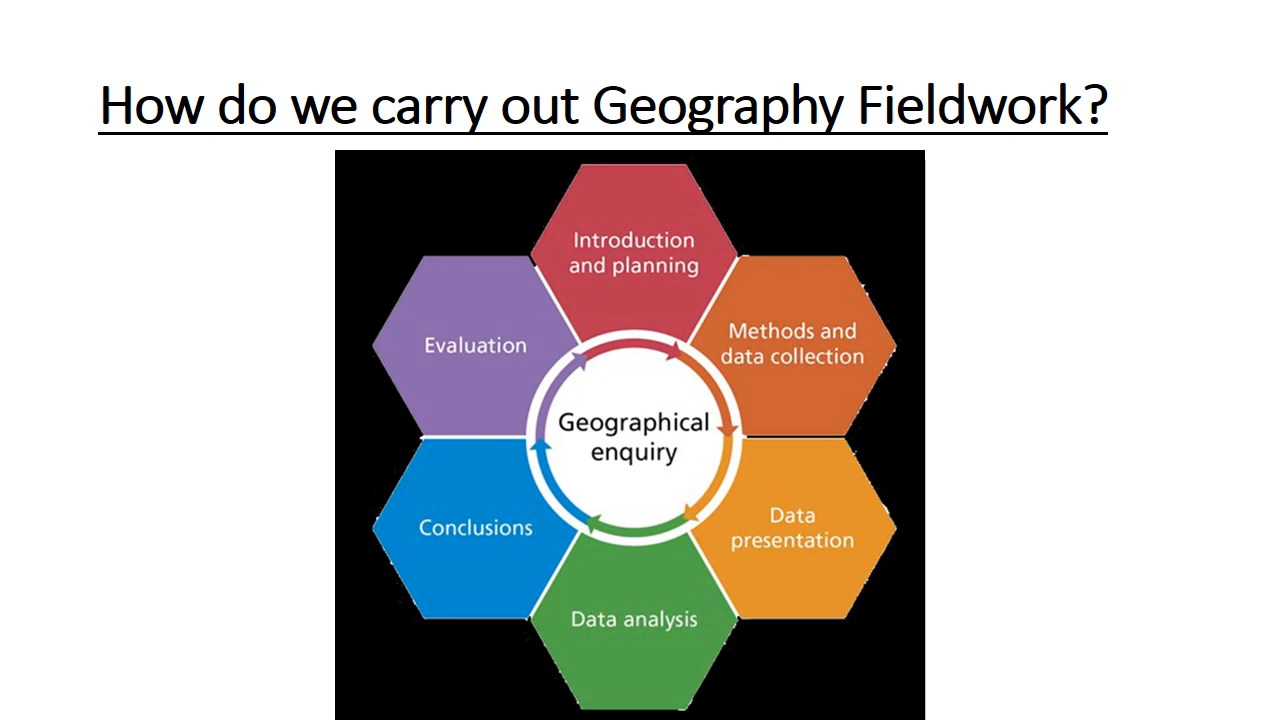 How do we carry out Geography Fieldwork?
Introduction
and planning
Methods and
data collection
Data
presentation
Data analysis
Conclusions
Evaluation
Geographical
enquiry